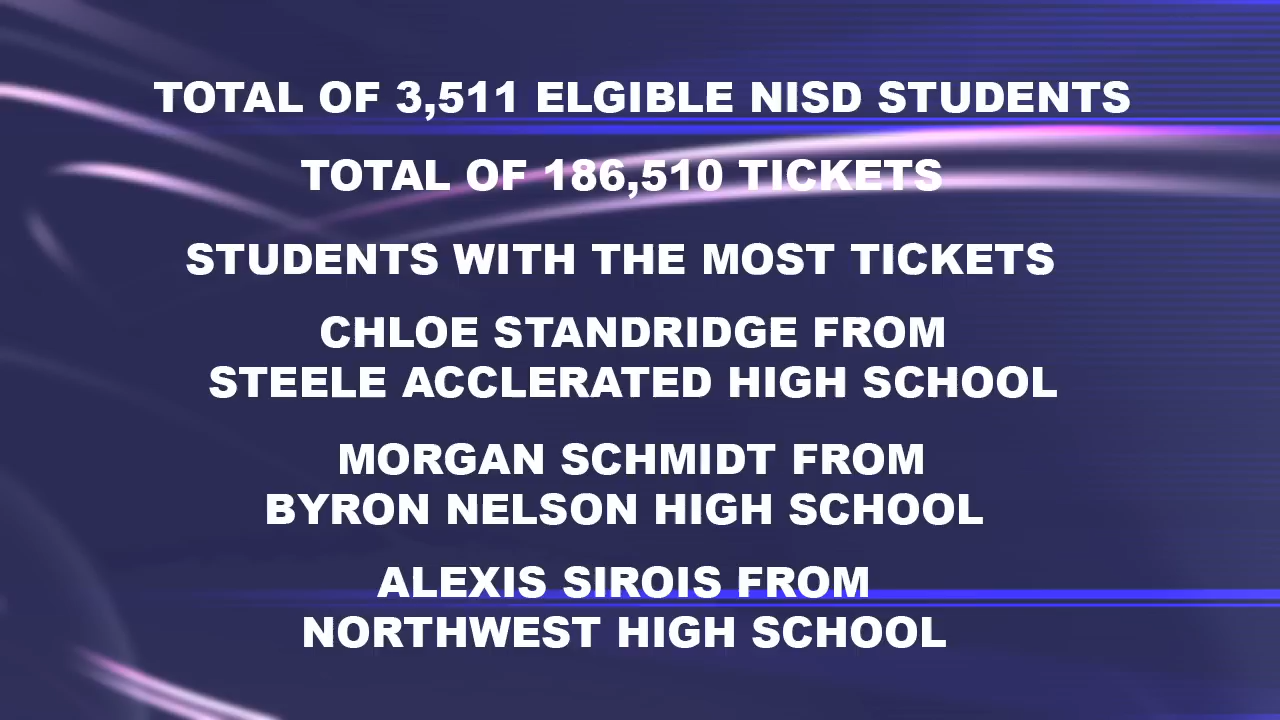 TOTAL OF 3,511 ELGIBLE NISD STUDENTS
TOTAL OF 186,510 TICKETS
STUDENTS WITH THE MOST TICKETS
CHLOE STANDRIDGE FROM
STEELE ACCLERATED HIGH SCHOOL
MORGAN SCHMIDT FROM
BYRON NELSON HIGH SCHOOL
ALEXIS SIROIS FROM
NORTHWEST HIGH SCHOOL